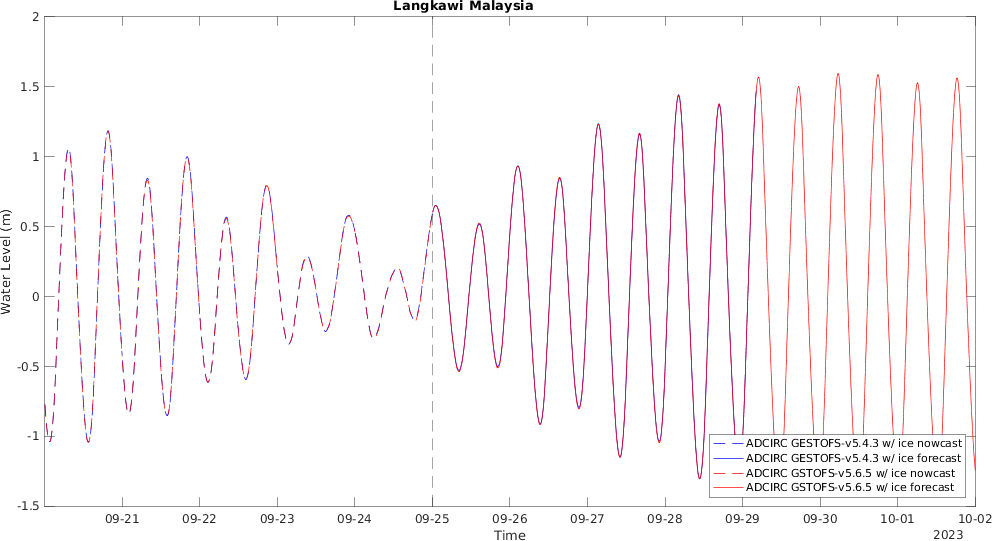 Langkawi Malaysia
2
1.5
1
0.5
0
-0.5
-1
-1.5
Water Level (m)
ADCIRC GESTOFS-v5.4.3 w/ ice nowcast
ADCIRC GESTOFS-v5.4.3 w/ ice forecast
ADCIRC GSTOFS-v5.6.5 w/ ice nowcast
ADCIRC GSTOFS-v5.6.5 w/ ice forecast
09-21 09-22 09-23 09-24 09-25 09-26 09-27 09-28 09-29 09-30 10-01 10-02
Time
2023